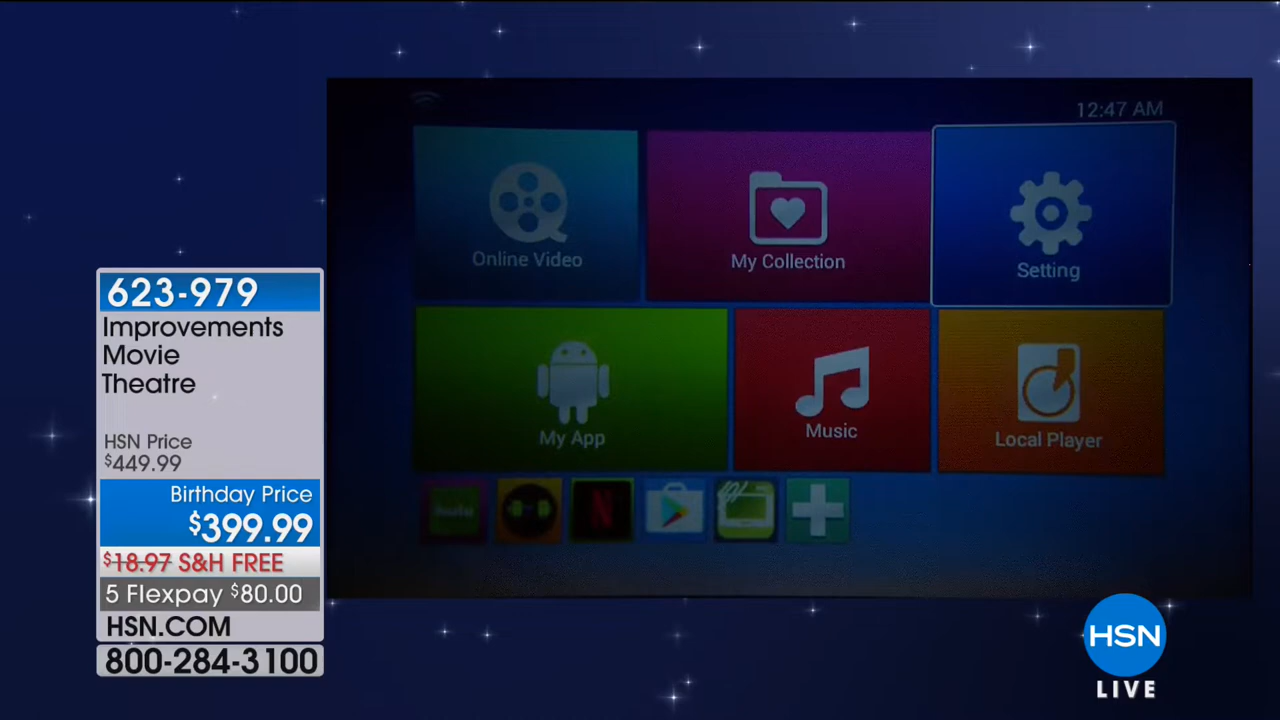 12:47 AM
Online Video
My Collection
Setting
My App
Music
Local Player
hulu
N
623-979
Improvements
Movie
Theatre
HSN Price
$449.99
Birthday Price
$399.99
$18.97 S&H FREE
5 Flexpay $80.00
HSN.COM
800-284-3100
HSN
LIVE